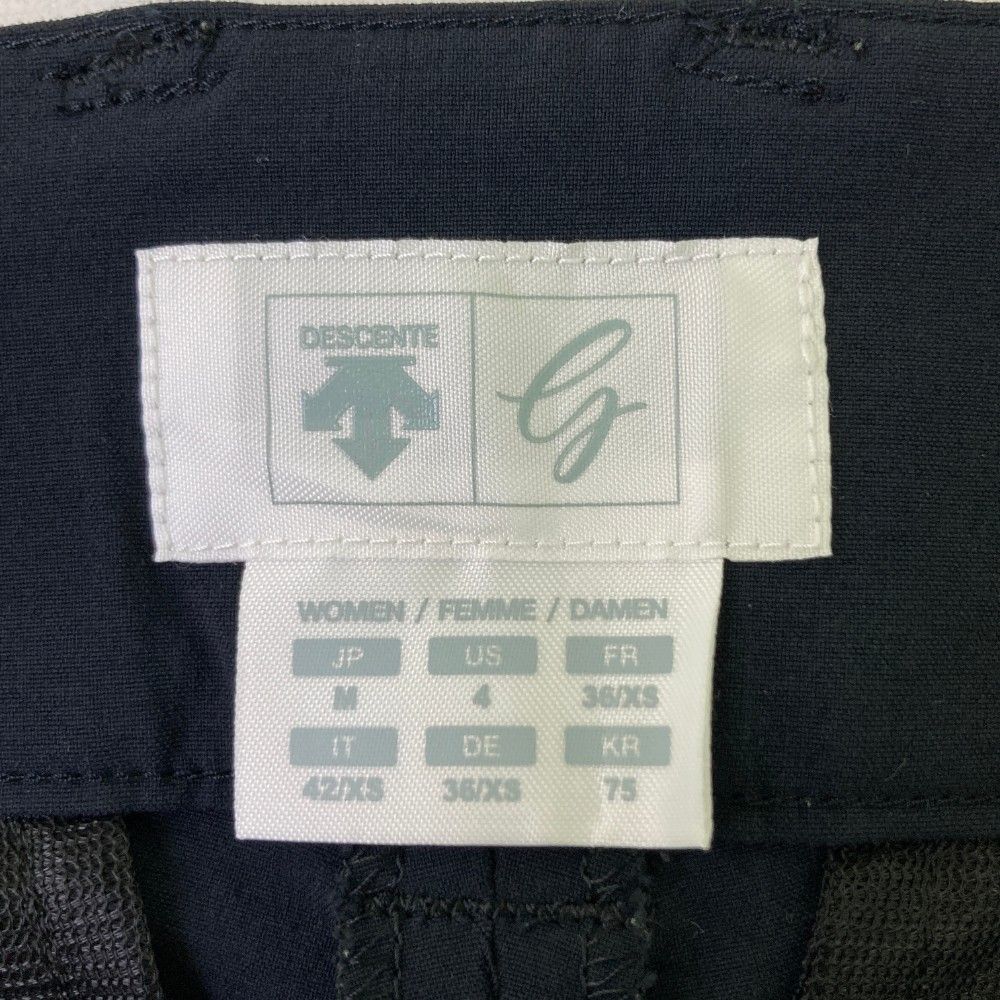 DESCENTE
G
WOMEN / FEMME / DAMEN
JP US FR
M 4 36/XS
IT DE KR
42/XS 36/XS 75